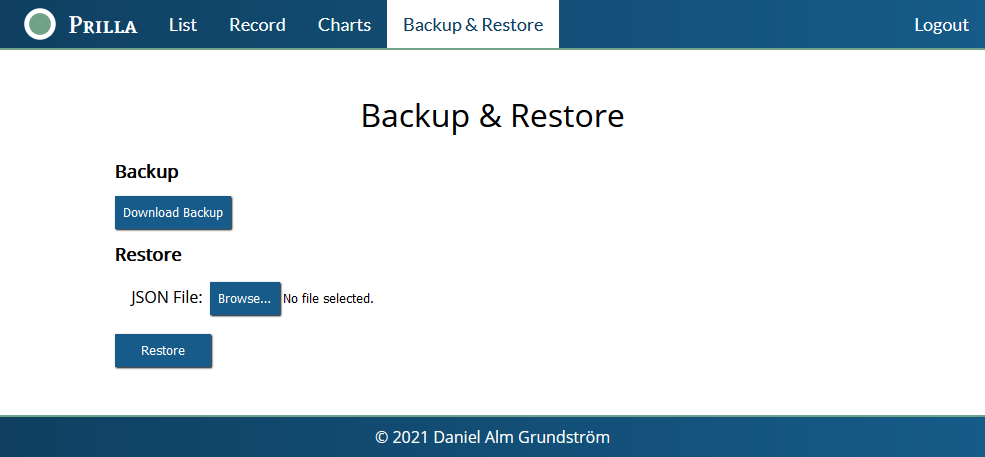 Prilla List Record Charts Backup & Restore Logout
Backup & Restore
Backup
Download Backup
Restore
JSON File: Browse... No file selected.
Restore
© 2021 Daniel Alm Grundström